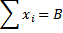 ∑ xᵢ = B